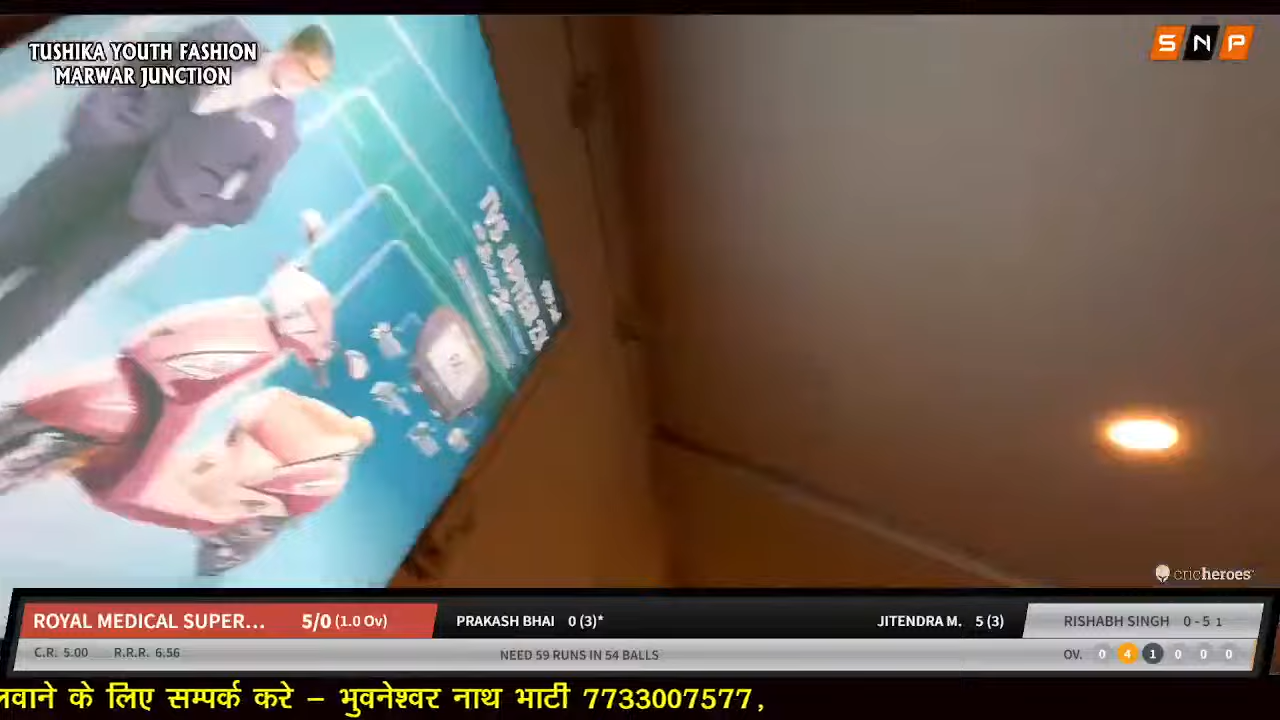 TUSHIKA YOUTH FASHION
MARWAR JUNCTION
SNP
cricheroes
ROYAL MEDICAL SUPER... 5/0 (1.0 Ov) PRAKASH BHAI 0 (3)* JITENDRA M. 5 (3) RISHABH SINGH 0 - 5 1
C.R. 5.00 R.R.R. 6.56 NEED 59 RUNS IN 54 BALLS OV. 0 4 1 0 0 0
लवाने के लिए सम्पर्क करे – भुवनेश्वर नाथ भाटी 7733007577,